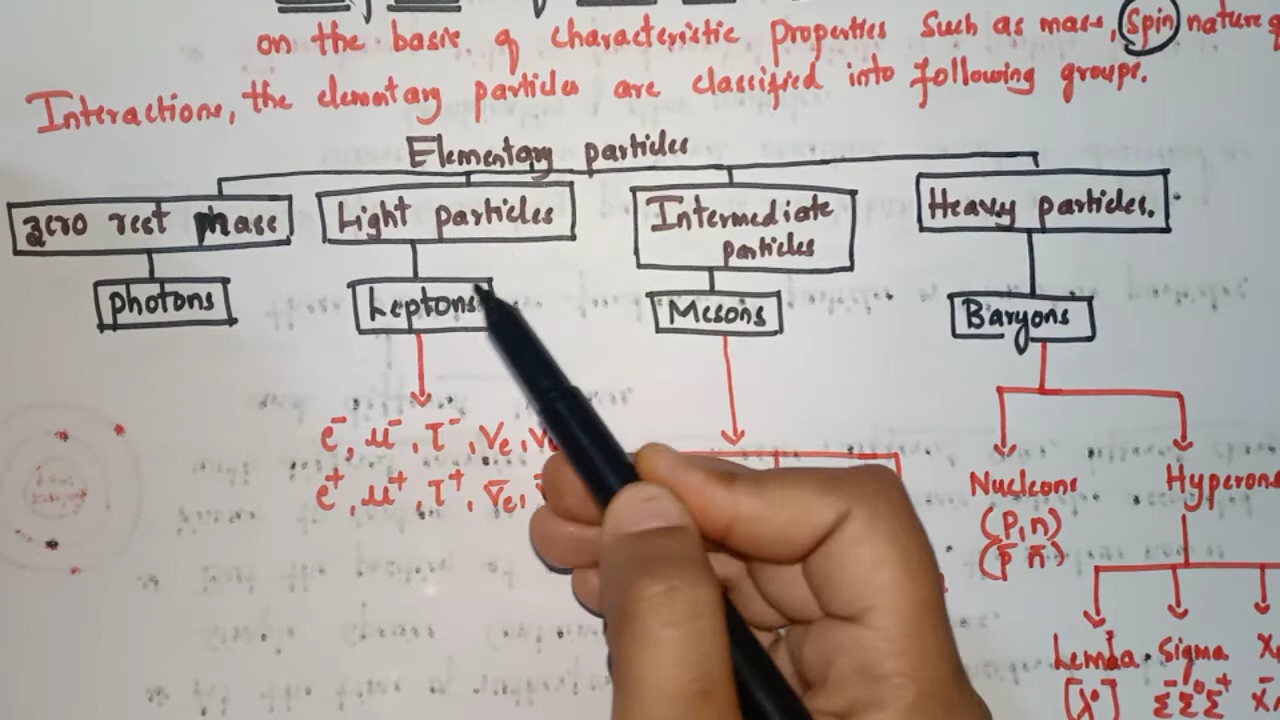 on the basis of characteristic properties such as mass, Spin nature of
Interactions, the elementary particles are classified into following groups.
Elementary particles
zero rest phase
Light particles
Intermediate
particles
Heavy particles.
photons
Leptons
Mesons
Baryons
e⁻, μ⁻, τ⁻, νe,
e⁺, μ⁺, τ⁺, ν̄e,
Nucleons
(P, n)
(p̄ n̄)
Hyperon
Lemda Sigma
[λ°] Σ⁻ Σ° Σ⁺